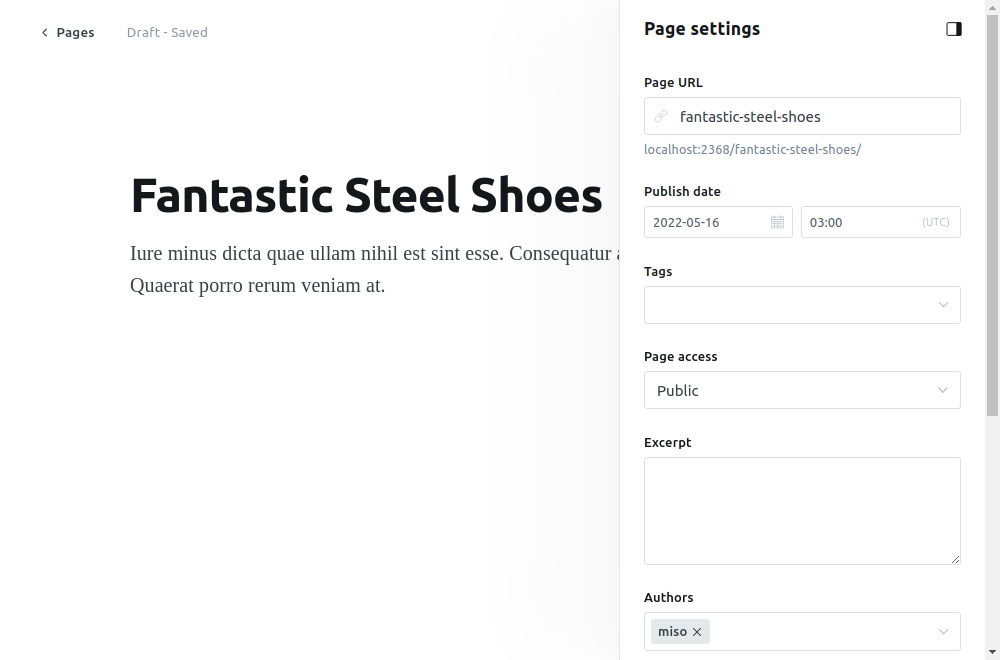 Pages
Draft - Saved
Fantastic Steel Shoes
Iure minus dicta quae ullam nihil est sint esse. Consequatur
Quaerat porro rerum veniam at.
Page settings
Page URL
fantastic-steel-shoes
localhost:2368/fantastic-steel-shoes/
Publish date
2022-05-16
03:00 (UTC)
Tags
Page access
Public
Excerpt
Authors
miso